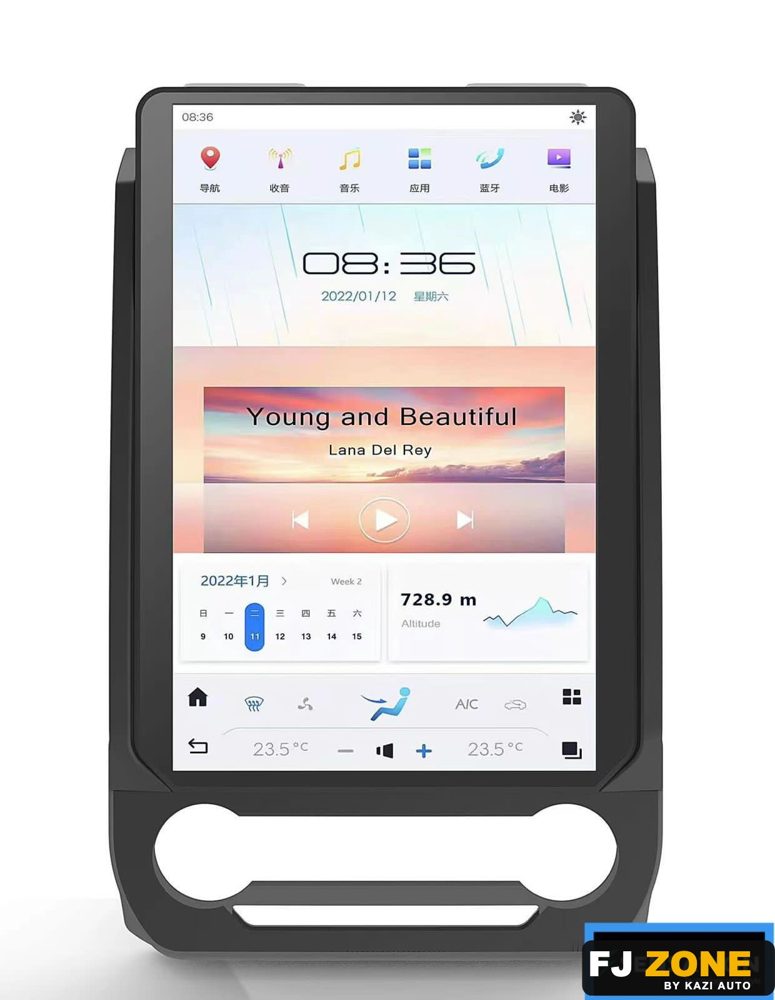 08:36
导航 收音 音乐 应用 蓝牙 电影
08:36
2022/01/12 星期六
Young and Beautiful
Lana Del Rey
2022年1月 > Week 2
日 一 二 三 四 五 六
9 10 11 12 13 14 15
728.9 m
Altitude
A/C
23.5°C 23.5°C
FJ ZONE
BY KAZI AUTO